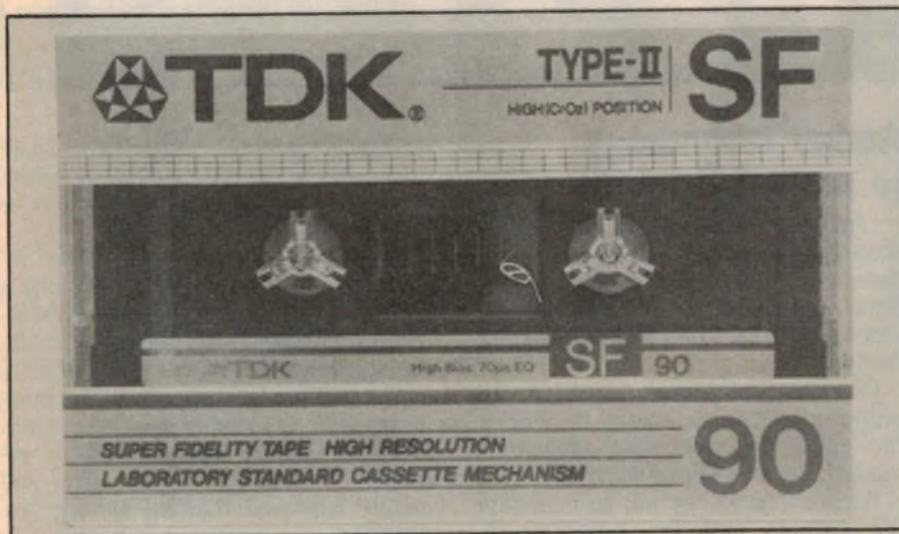 TDK®
TYPE-II
HIGH (CrO2) POSITION
SF
TDK
High Bias 70μs EQ
SF
90
SUPER FIDELITY TAPE HIGH RESOLUTION
LABORATORY STANDARD CASSETTE MECHANISM
90